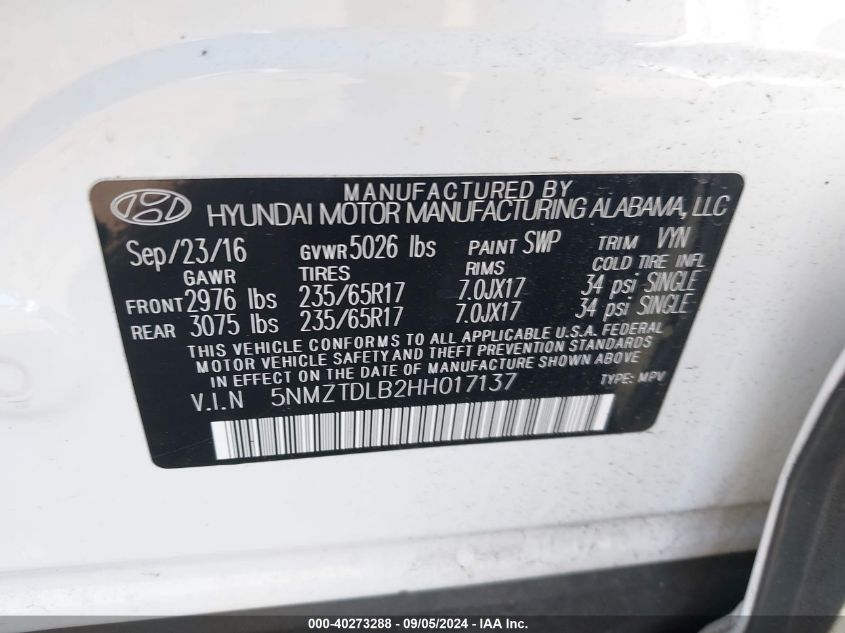 MANUFACTURED BY
HYUNDAI MOTOR MANUFACTURING ALABAMA, LLC
Sep/23/16 GVWR 5026 lbs PAINT SWP TRIM VYN
GAWR TIRES RIMS COLD TIRE INFL
FRONT 2976 lbs 235/65R17 7.0JX17 34 psi SINGLE
REAR 3075 lbs 235/65R17 7.0JX17 34 psi SINGLE
THIS VEHICLE CONFORMS TO ALL APPLICABLE U.S.A. FEDERAL
MOTOR VEHICLE SAFETY AND THEFT PREVENTION STANDARDS
IN EFFECT ON THE DATE OF MANUFACTURE SHOWN ABOVE
V.I.N 5NMZTDLB2HH017137 TYPE: MPV
000-40273288 - 09/05/2024 - IAA Inc.